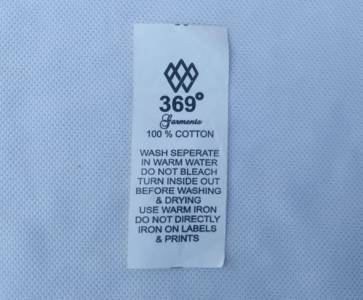 369°
Garments
100 % COTTON
WASH SEPERATE
IN WARM WATER
DO NOT BLEACH
TURN INSIDE OUT
BEFORE WASHING
& DRYING
USE WARM IRON
DO NOT DIRECTLY
IRON ON LABELS
& PRINTS